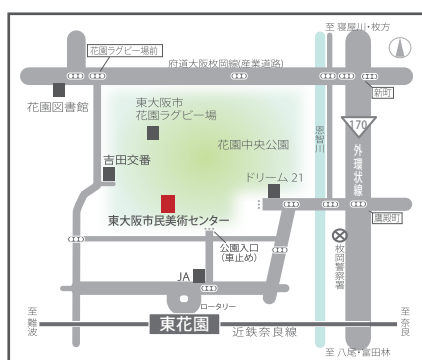 至 寝屋川・枚方
花園ラグビー場前
府道大阪枚岡線(産業道路)
新町
花園図書館
東大阪市
花園ラグビー場
花園中央公園
恩智川
170
外環状線
吉田交番
ドリーム21
東大阪市民美術センター
鷹殿町
公園入口
(車止め)
枚岡警察署
JA
ロータリー
至難波
東花園
近鉄奈良線
至奈良
至 八尾・富田林